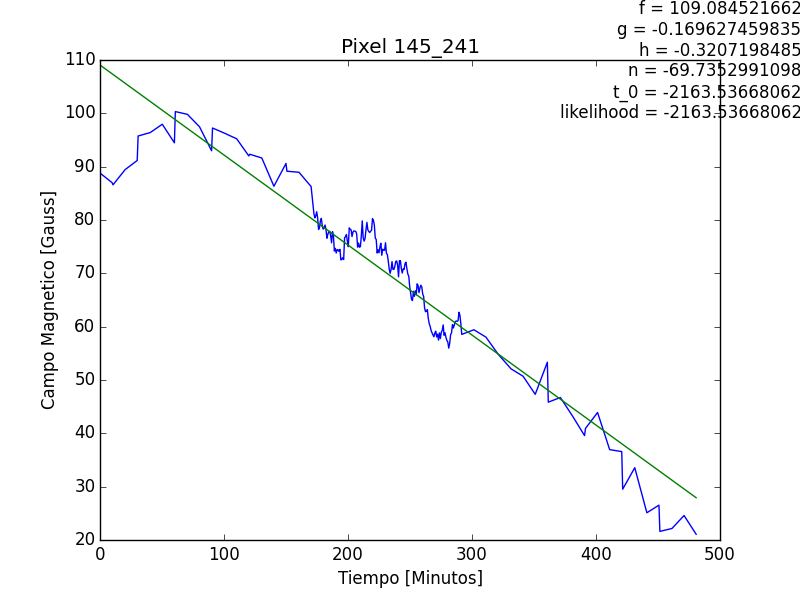 f = 109.084521662
g = -0.169627459835
h = -0.3207198485
n = -69.7352991098
t_0 = -2163.53668062
likelihood = -2163.53668062
Pixel 145_241
110
100
90
80
70
60
50
40
30
20
Campo Magnetico [Gauss]
0 100 200 300 400 500
Tiempo [Minutos]